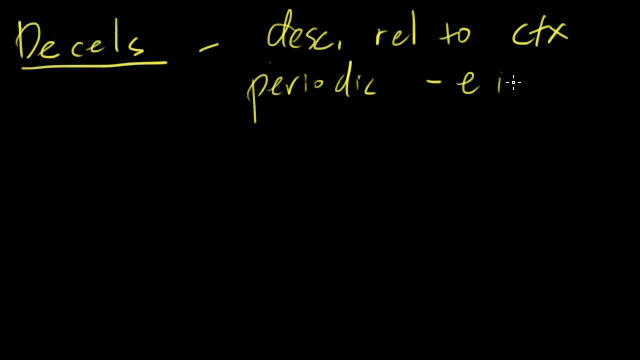 Decels - desc. rel to ctx
periodic - e i